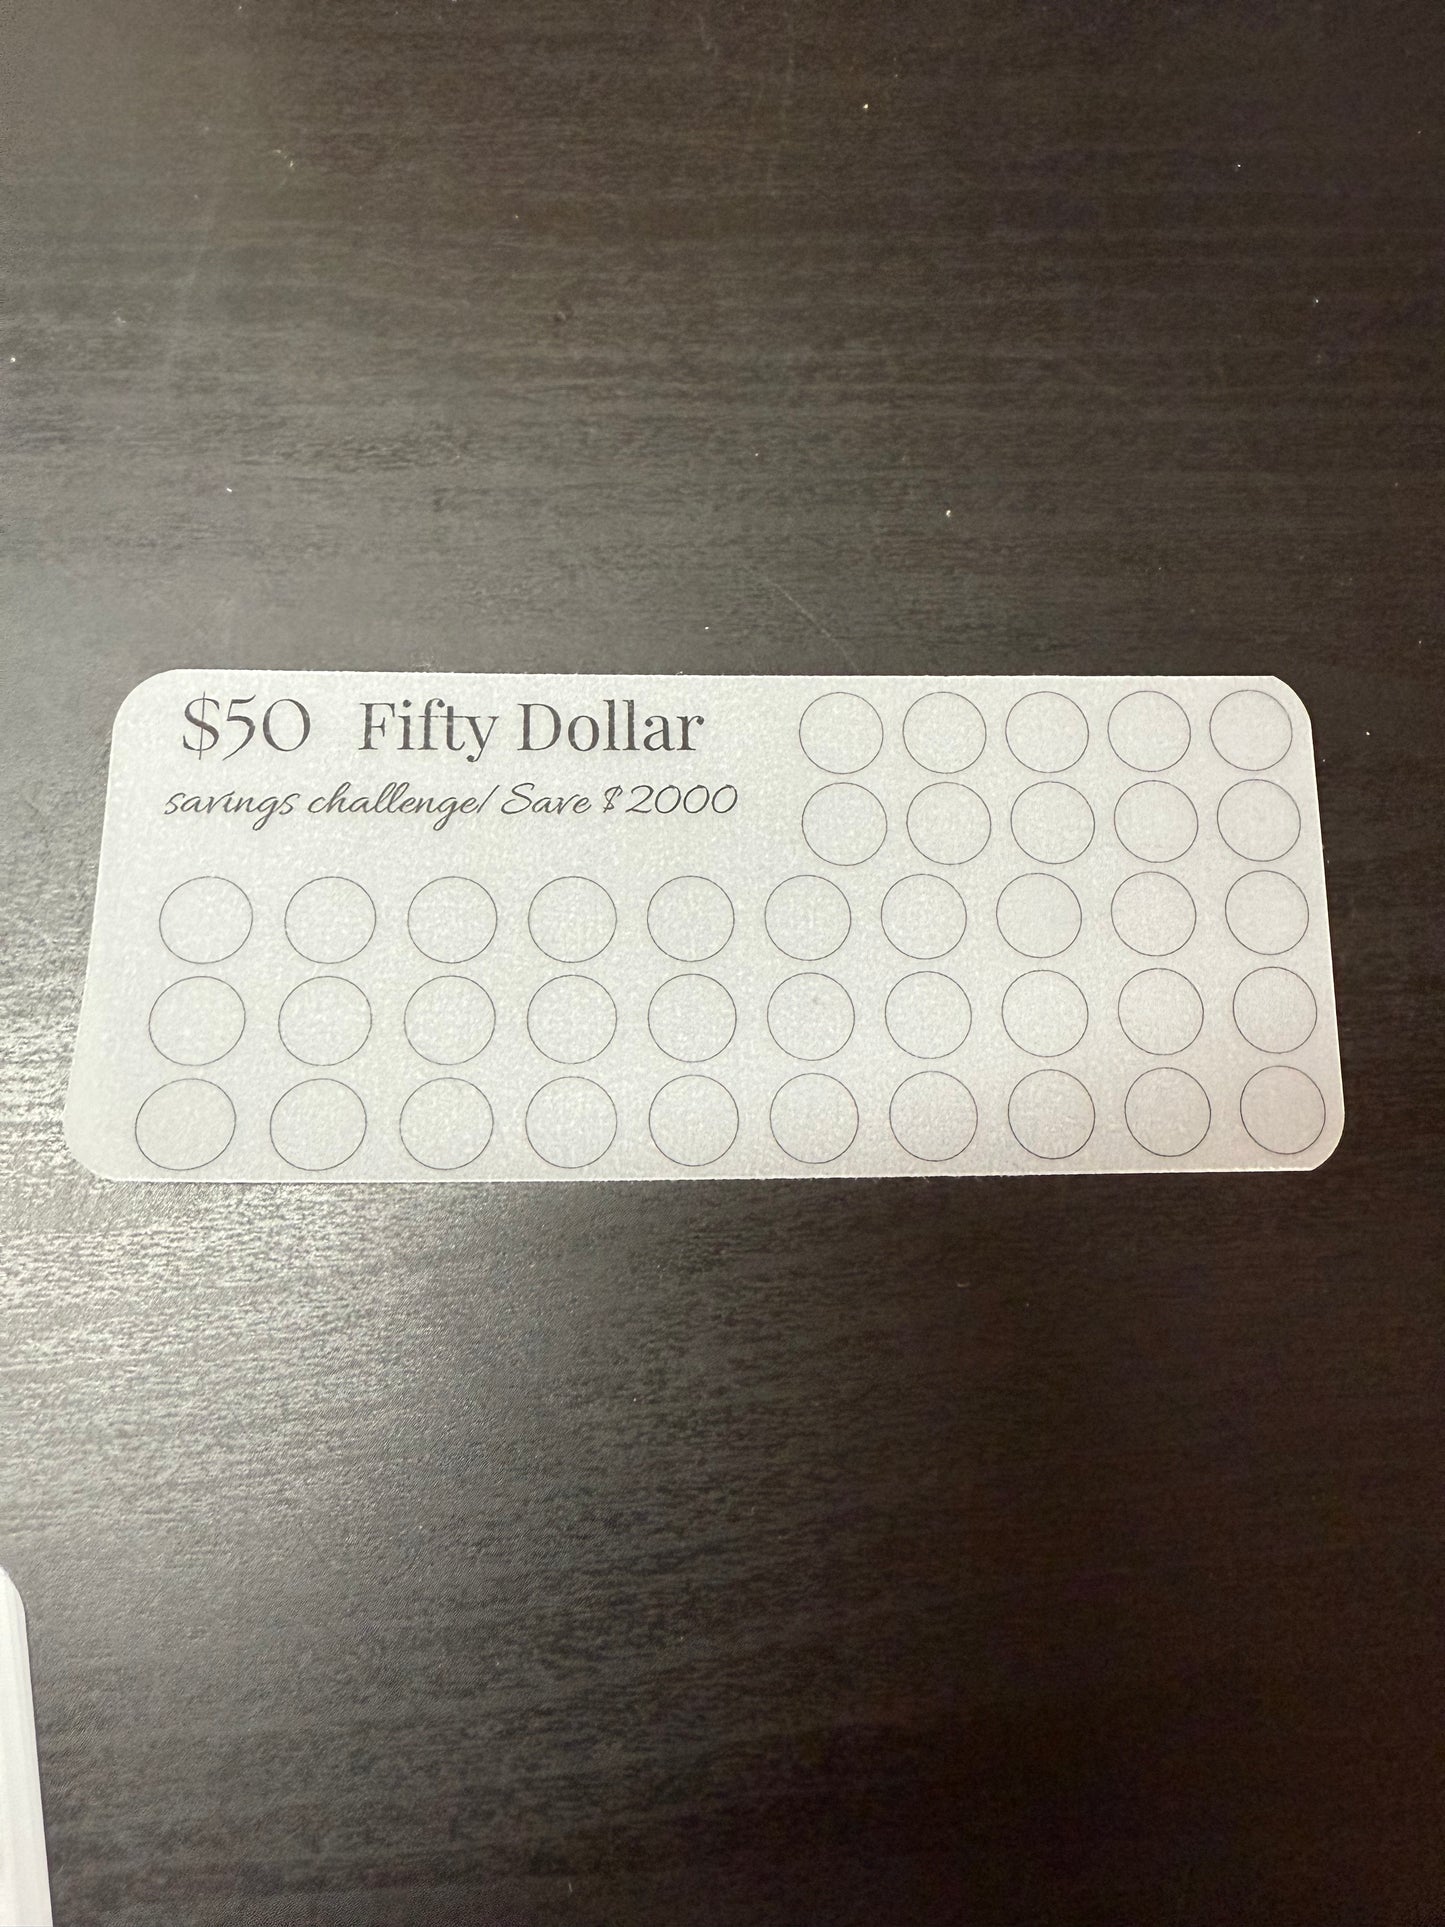 $50 Fifty Dollar
savings challenge/ Save $2000